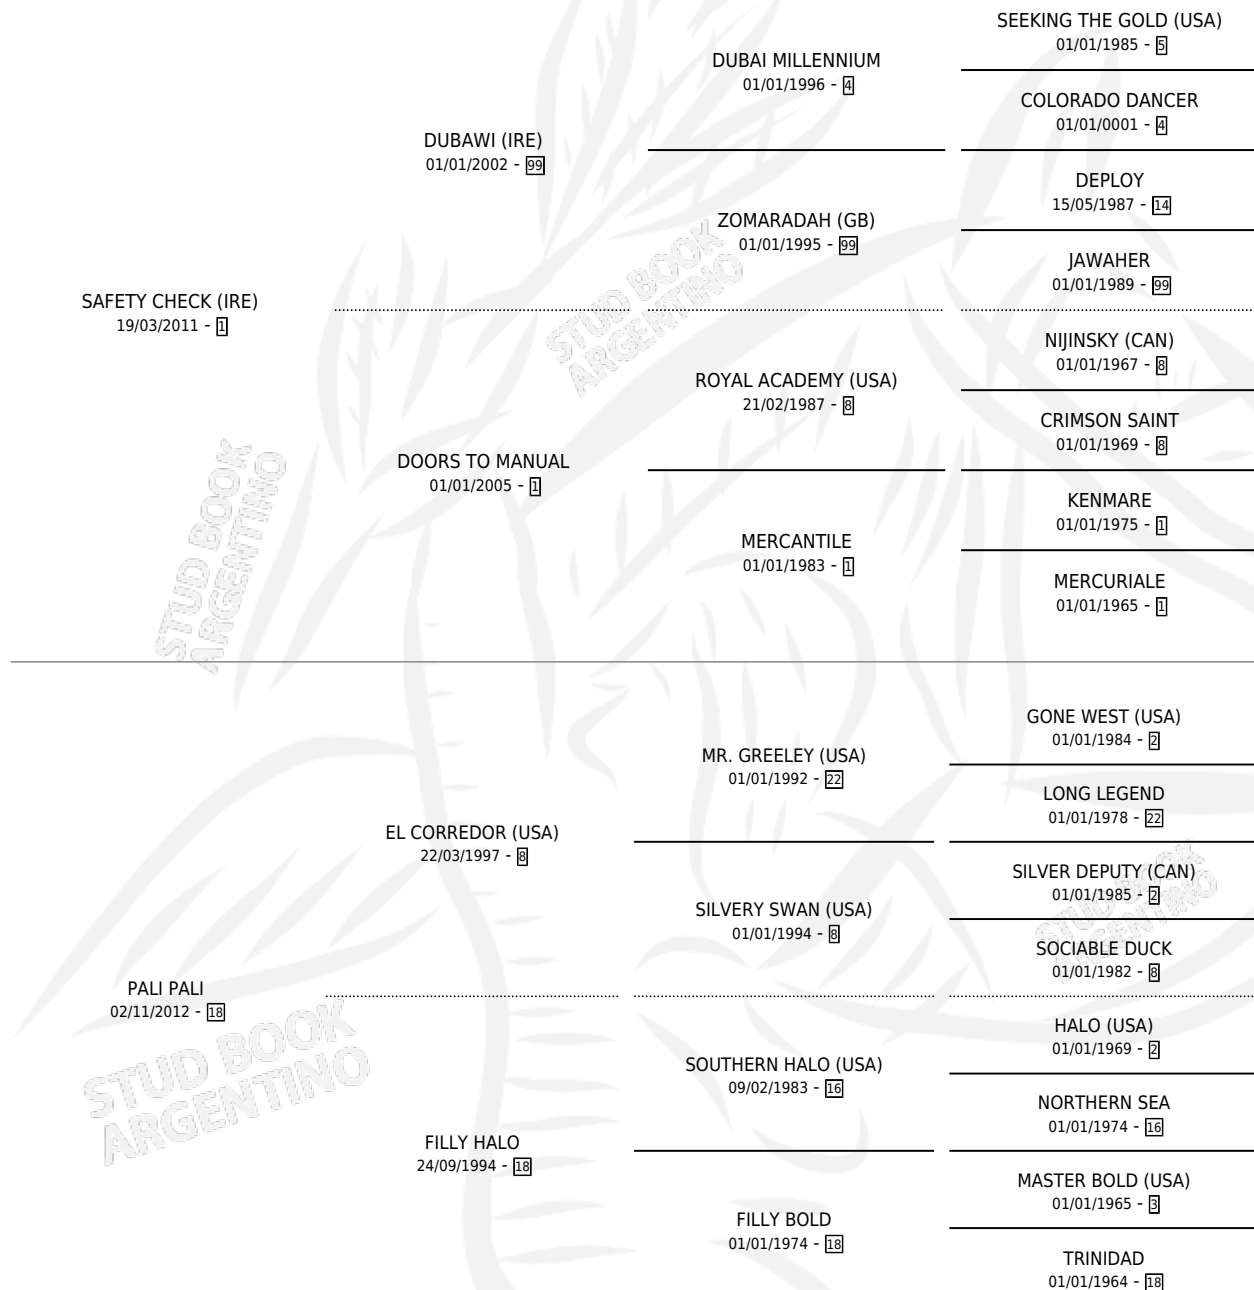 SEEKING THE GOLD (USA)
01/01/1985 - 5
DUBAI MILLENNIUM
01/01/1996 - 4
COLORADO DANCER
01/01/0001 - 4
DUBAWI (IRE)
01/01/2002 - 99
DEPLOY
15/05/1987 - 14
ZOMARADAH (GB)
01/01/1995 - 99
JAWAHER
01/01/1989 - 99
SAFETY CHECK (IRE)
19/03/2011 - 1
STUD BOOK
ARGENTINO
NIJINSKY (CAN)
01/01/1967 - 8
ROYAL ACADEMY (USA)
21/02/1987 - 8
CRIMSON SAINT
01/01/1969 - 8
DOORS TO MANUAL
01/01/2005 - 1
KENMARE
01/01/1975 - 1
MERCANTILE
01/01/1983 - 1
MERCURIALE
01/01/1965 - 1
STUD BOOK
ARGENTINO
GONE WEST (USA)
01/01/1984 - 2
MR. GREELEY (USA)
01/01/1992 - 22
LONG LEGEND
01/01/1978 - 22
EL CORREDOR (USA)
22/03/1997 - 8
SILVER DEPUTY (CAN)
01/01/1985 - 2
SILVERY SWAN (USA)
01/01/1994 - 8
STUD BOOK
ARGENTINO
SOCIABLE DUCK
01/01/1982 - 8
PALI PALI
02/11/2012 - 18
STUD BOOK
ARGENTINO
HALO (USA)
01/01/1969 - 2
SOUTHERN HALO (USA)
09/02/1983 - 16
NORTHERN SEA
01/01/1974 - 16
FILLY HALO
24/09/1994 - 18
MASTER BOLD (USA)
01/01/1965 - 3
FILLY BOLD
01/01/1974 - 18
TRINIDAD
01/01/1964 - 18